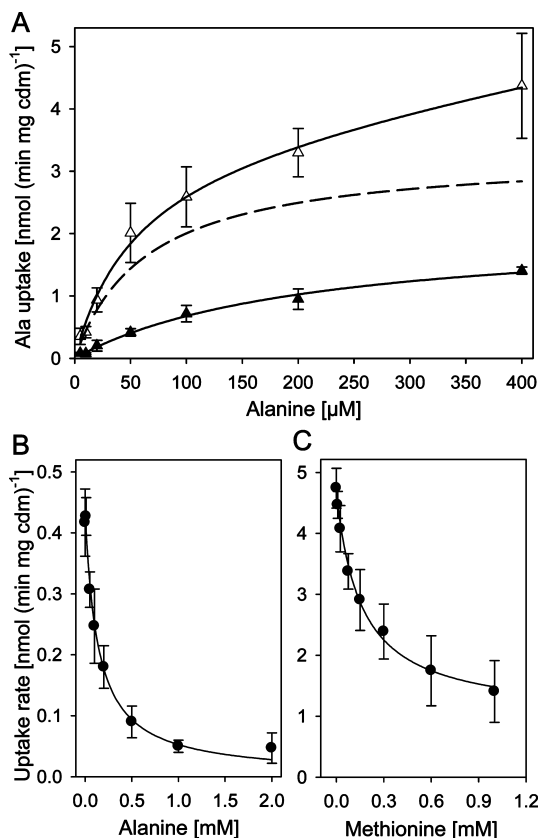 A
5
4
3
2
1
0
Ala uptake [nmol (min mg cdm)⁻¹]
0 50 100 150 200 250 300 350 400
Alanine [µM]
B
0.5
0.4
0.3
0.2
0.1
0.0
Uptake rate [nmol (min mg cdm)⁻¹]
0.0 0.5 1.0 1.5 2.0
Alanine [mM]
C
5
4
3
2
1
0
0.0 0.3 0.6 0.9 1.2
Methionine [mM]